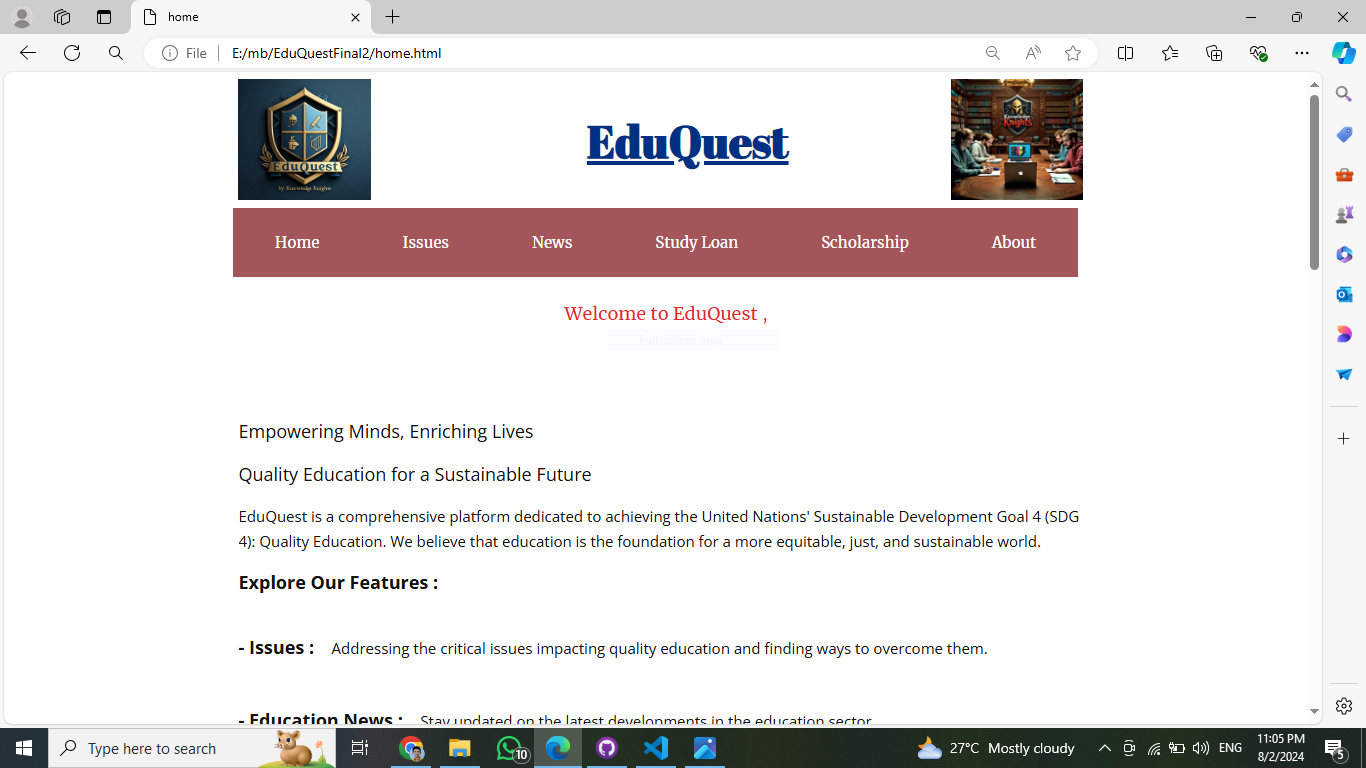 home
File
E:/mb/EduQuestFinal2/home.html
EduQuest
by Knowledge Knights
EduQuest
Knowledge
Knights
Home Issues News Study Loan Scholarship About
Welcome to EduQuest ,
Full-screen Snip
Empowering Minds, Enriching Lives
Quality Education for a Sustainable Future
EduQuest is a comprehensive platform dedicated to achieving the United Nations' Sustainable Development Goal 4 (SDG
4): Quality Education. We believe that education is the foundation for a more equitable, just, and sustainable world.
Explore Our Features :
- Issues : Addressing the critical issues impacting quality education and finding ways to overcome them.
- Education News : Stay updated on the latest developments in the education sector
Type here to search
10
27°C Mostly cloudy
ENG
11:05 PM
8/2/2024
5